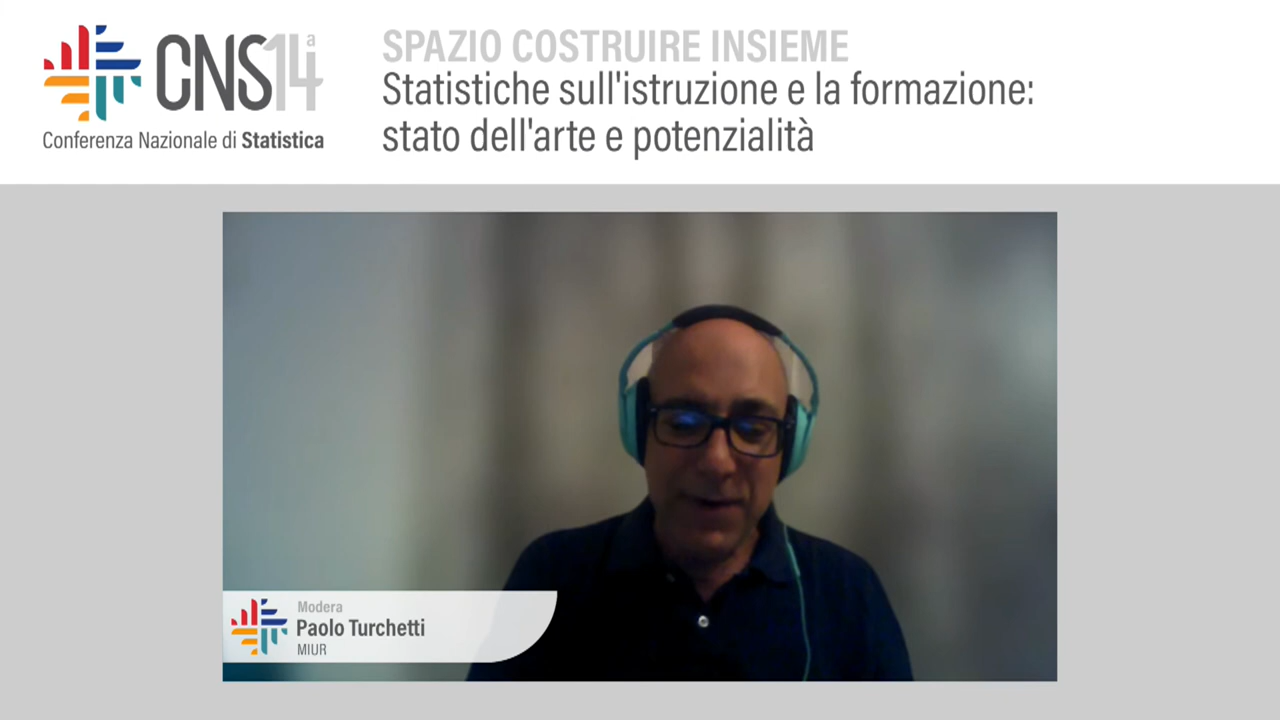 CNS14ª
Conferenza Nazionale di Statistica
SPAZIO COSTRUIRE INSIEME
Statistiche sull'istruzione e la formazione:
stato dell'arte e potenzialità
Modera
Paolo Turchetti
MIUR